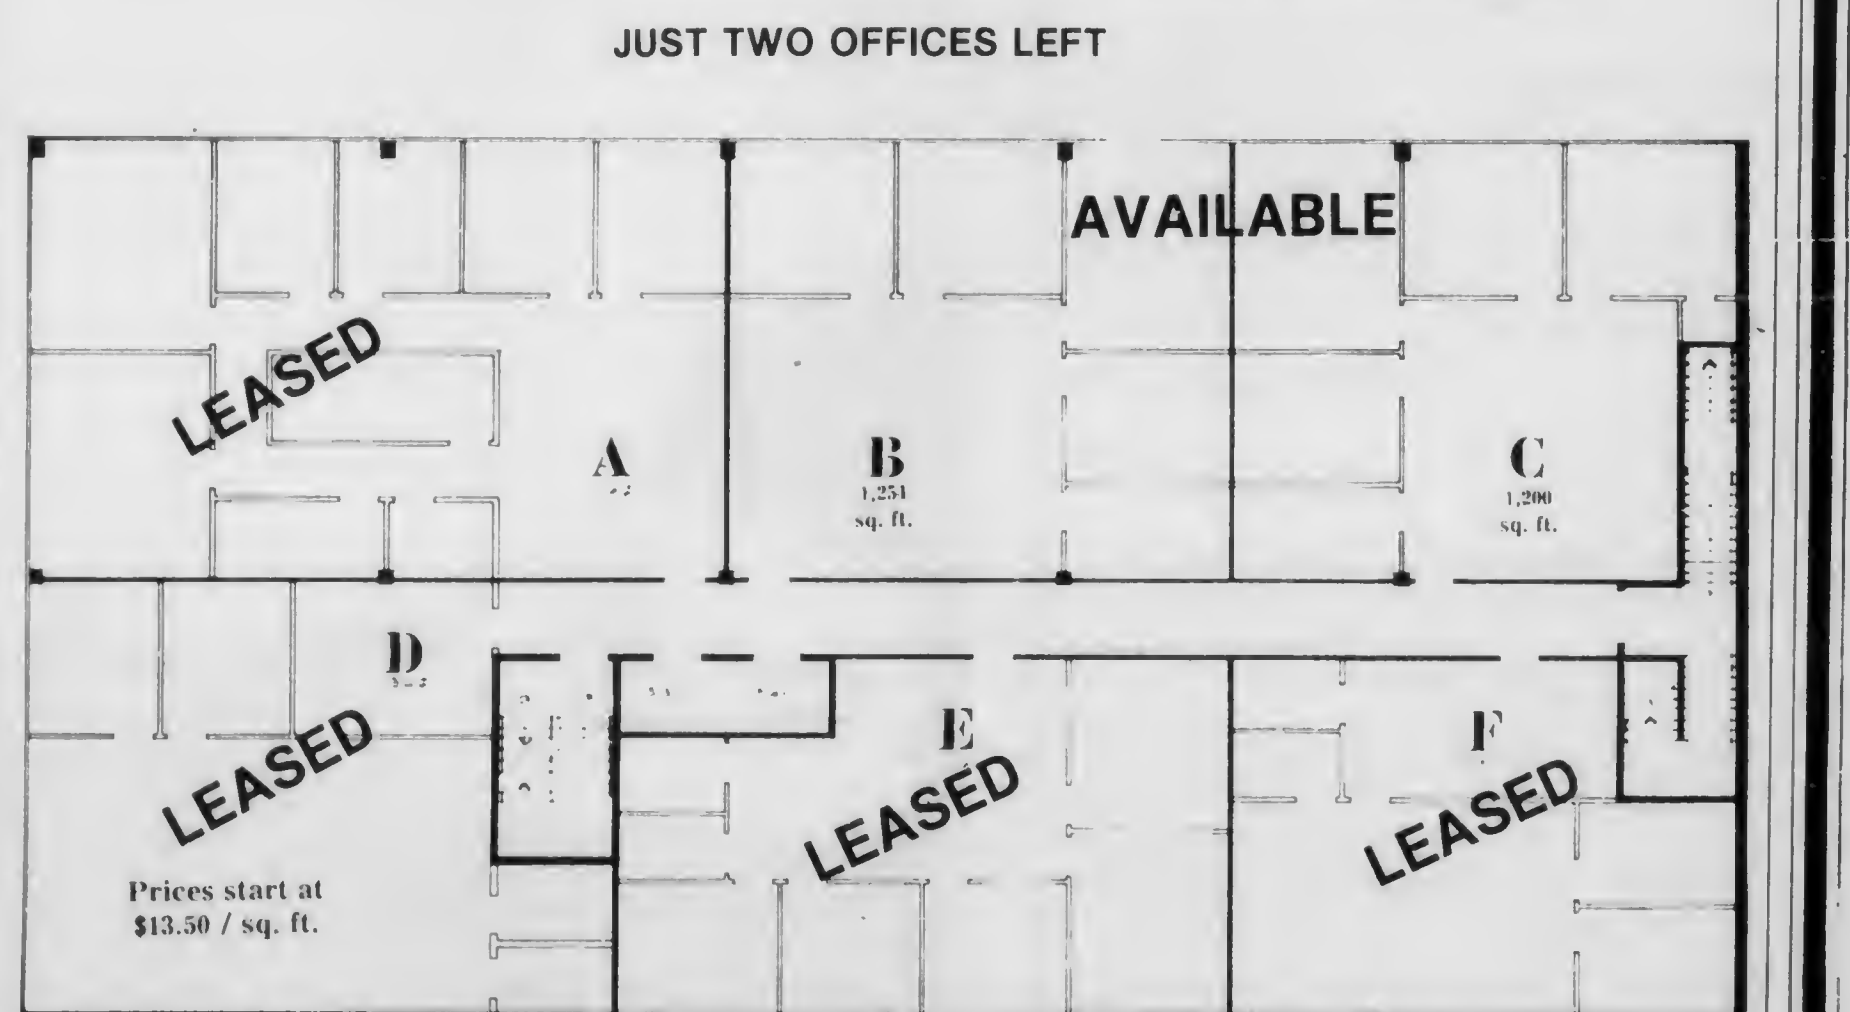 JUST TWO OFFICES LEFT
AVAILABLE
LEASED
A
B
1,251
sq. ft.
C
1,200
sq. ft.
D
LEASED
E
LEASED
F
LEASED
Prices start at
$13.50 / sq. ft.